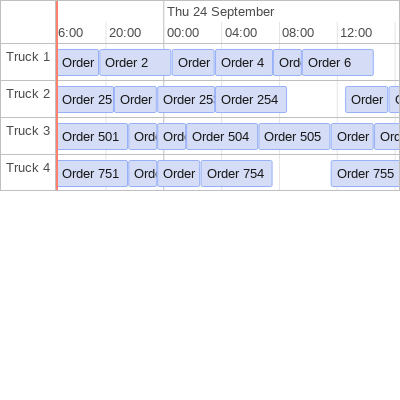 Thu 24 September
6:00 20:00 00:00 04:00 08:00 12:00
Truck 1 Order Order 2 Order Order 4 Ord Order 6
Truck 2 Order 25 Order Order 25 Order 254 Order
Truck 3 Order 501 Ord Ord Order 504 Order 505 Order Ord
Truck 4 Order 751 Ord Order Order 754 Order 755